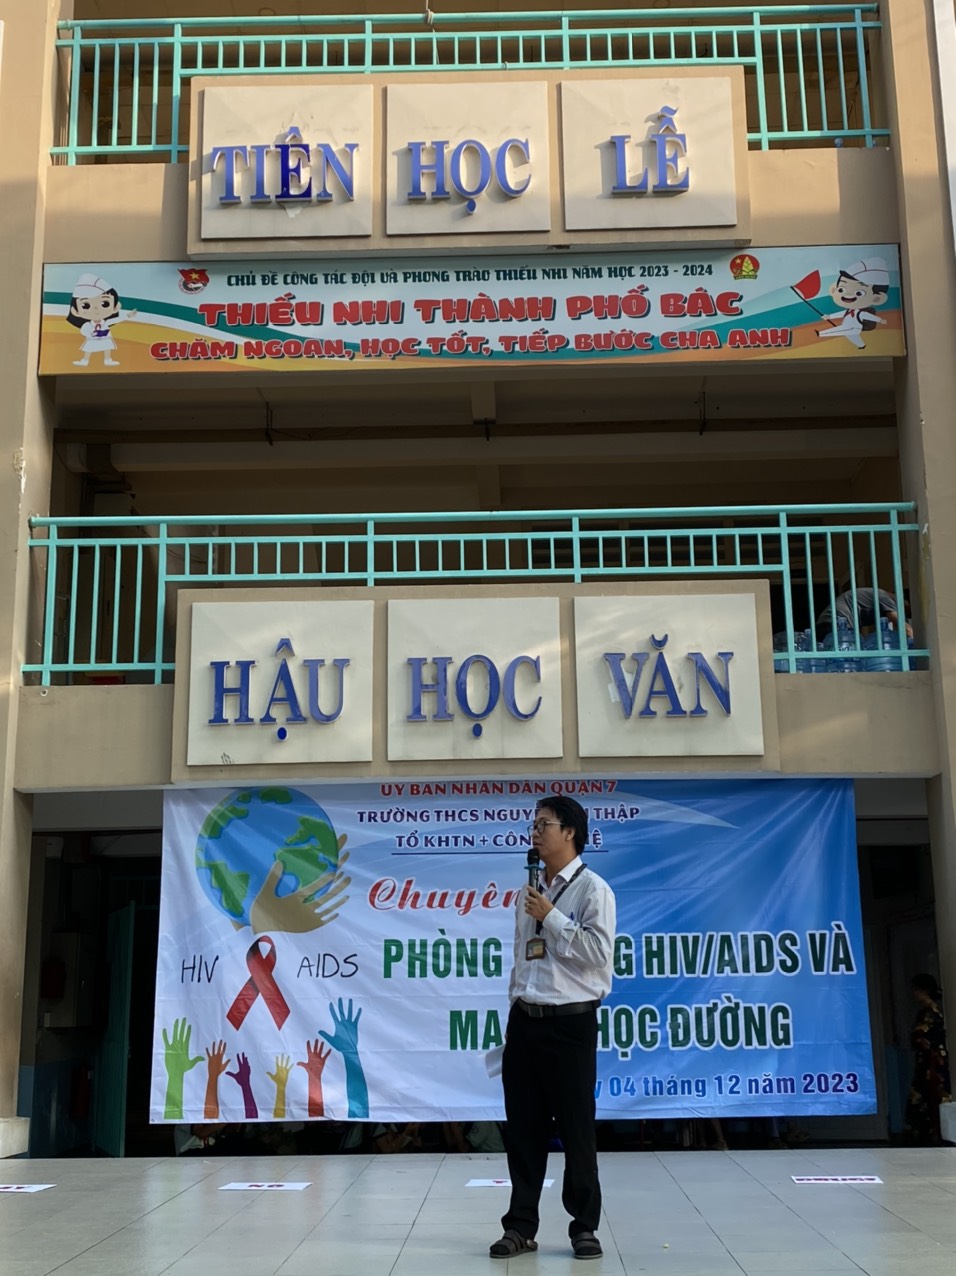 TIÊN HỌC LỄ
CHỦ ĐỀ CÔNG TÁC ĐỘI VÀ PHONG TRÀO THIẾU NHI NĂM HỌC 2023 - 2024
THIẾU NHI THÀNH PHỐ BÁC
CHĂM NGOAN, HỌC TỐT, TIẾP BƯỚC CHA ANH
HẬU HỌC VĂN
ỦY BAN NHÂN DÂN QUẬN 7
TRƯỜNG THCS NGUY THẬP
TỔ KHTN + CÔN Ệ
Chuyên
HIV AIDS
PHÒNG G HIV/AIDS VÀ
MA HỌC ĐƯỜNG
y 04 tháng 12 năm 2023